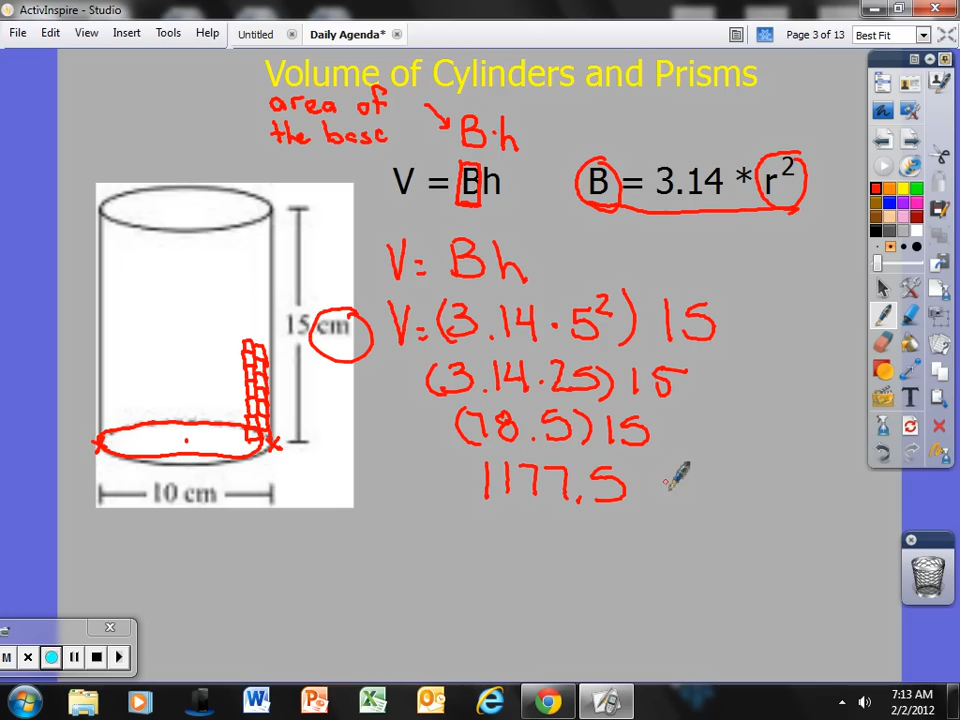 ActivInspire - Studio
File Edit View Insert Tools Help Untitled Daily Agenda* Page 3 of 13 Best Fit
Volume of Cylinders and Prisms
area of
the base
B·h
V = Bh
B = 3.14 * r²
V = Bh
15 cm
V = (3.14 · 5²) 15
(3.14 · 25) 15
(78.5) 15
1177.5
10 cm
M
W P X O
7:13 AM
2/2/2012